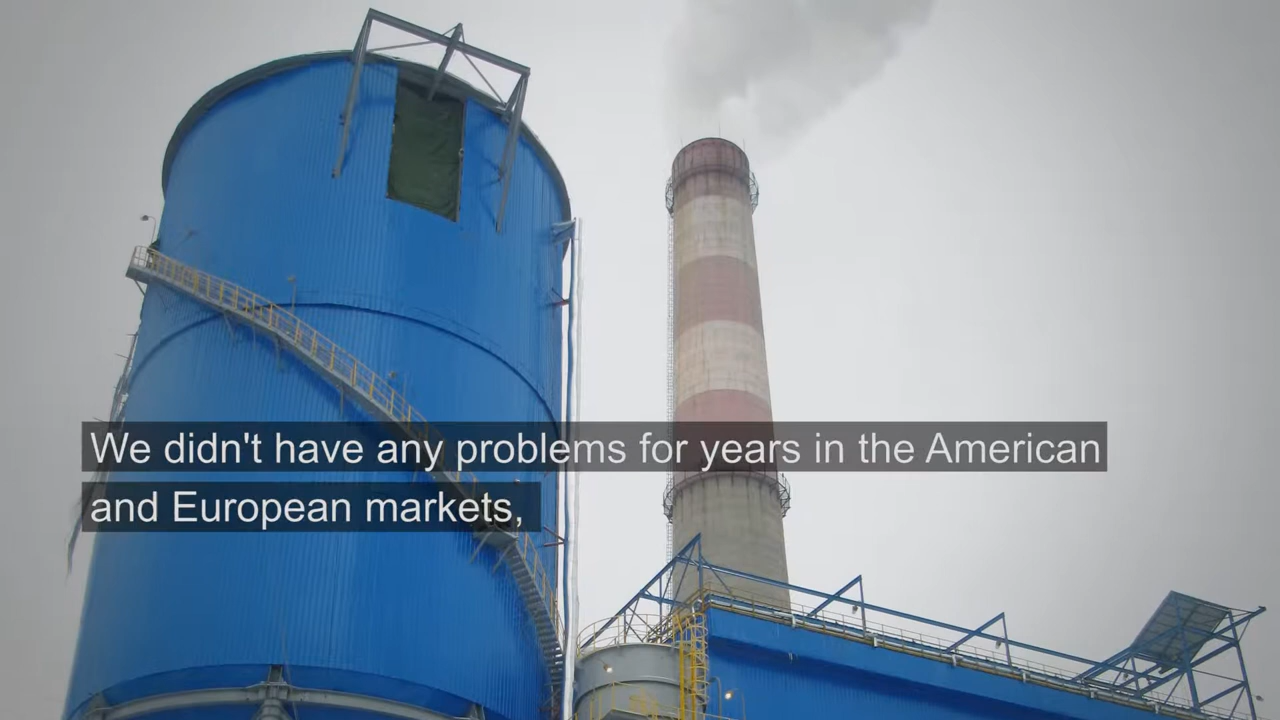 We didn't have any problems for years in the American
and European markets,